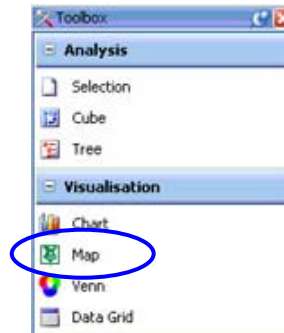 Toolbox
Analysis
Selection
Cube
Tree
Visualisation
Chart
Map
Venn
Data Grid